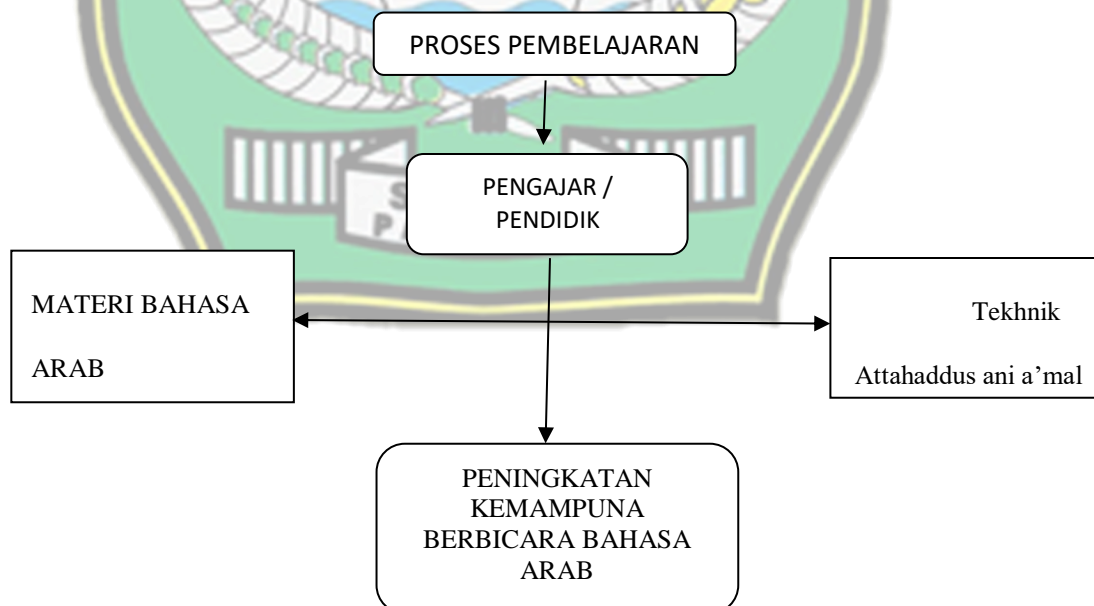 PROSES PEMBELAJARAN
PENGAJAR /
PENDIDIK
MATERI BAHASA
ARAB
Tekhnik
Attahaddus ani a’mal
PENINGKATAN
KEMAMPUNA
BERBICARA BAHASA
ARAB